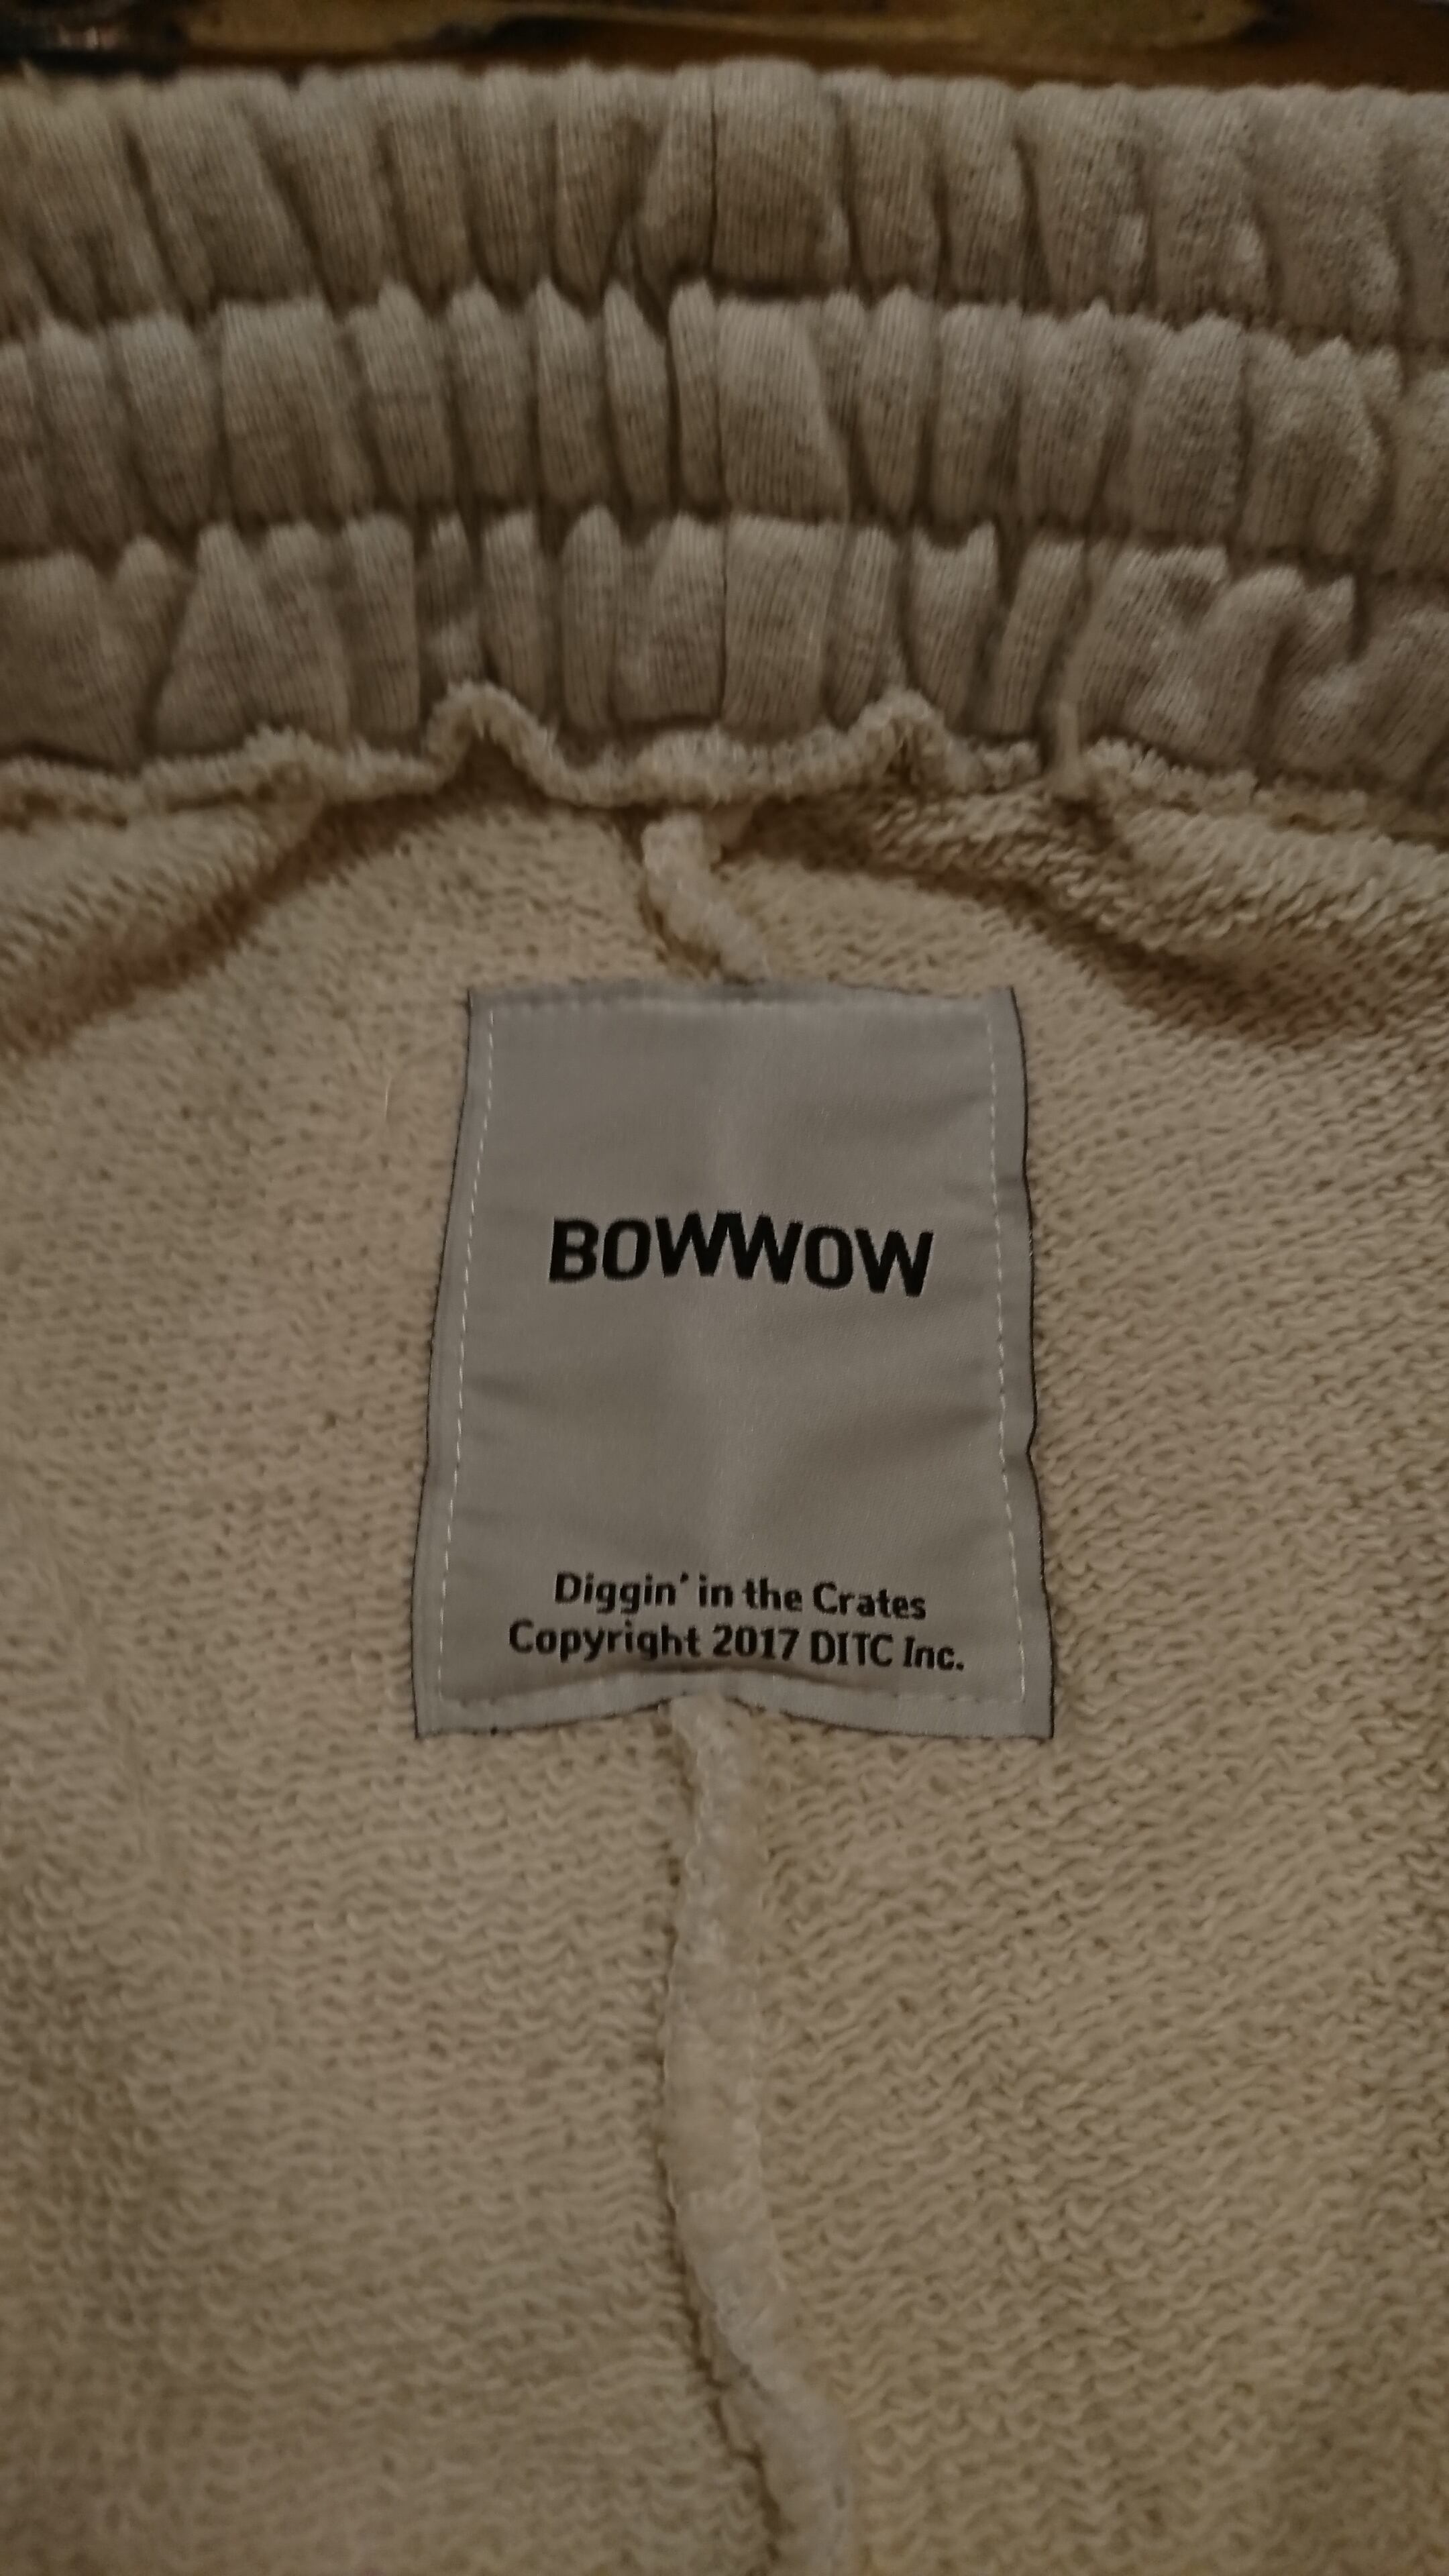 BOWWOW
Diggin' in the Crates
Copyright 2017 DITC Inc.